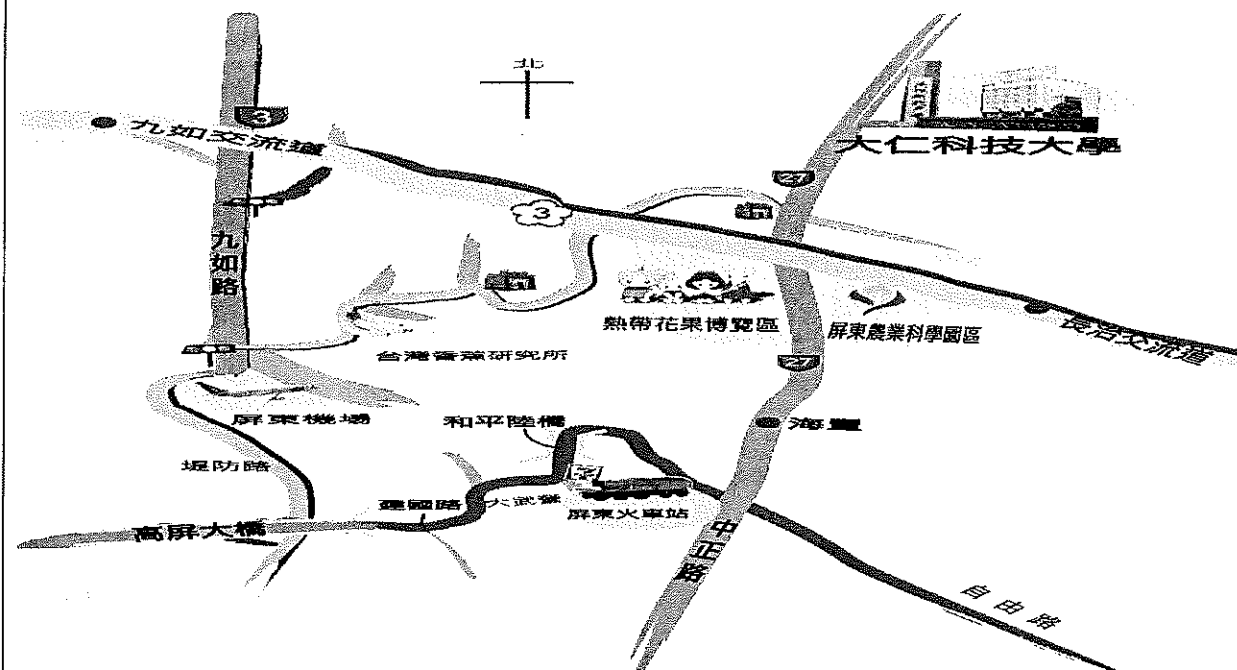 北
3
九如交流道
大仁科技大學
27
3
九如路
熱帶花果博覽區
屏東農業科學園區
長治交流道
台灣香蕉研究所
27
屏東機場
和平陸橋
海豐
堤防路
建國路
大武營
屏東火車站
高屏大橋
中正路
自由路